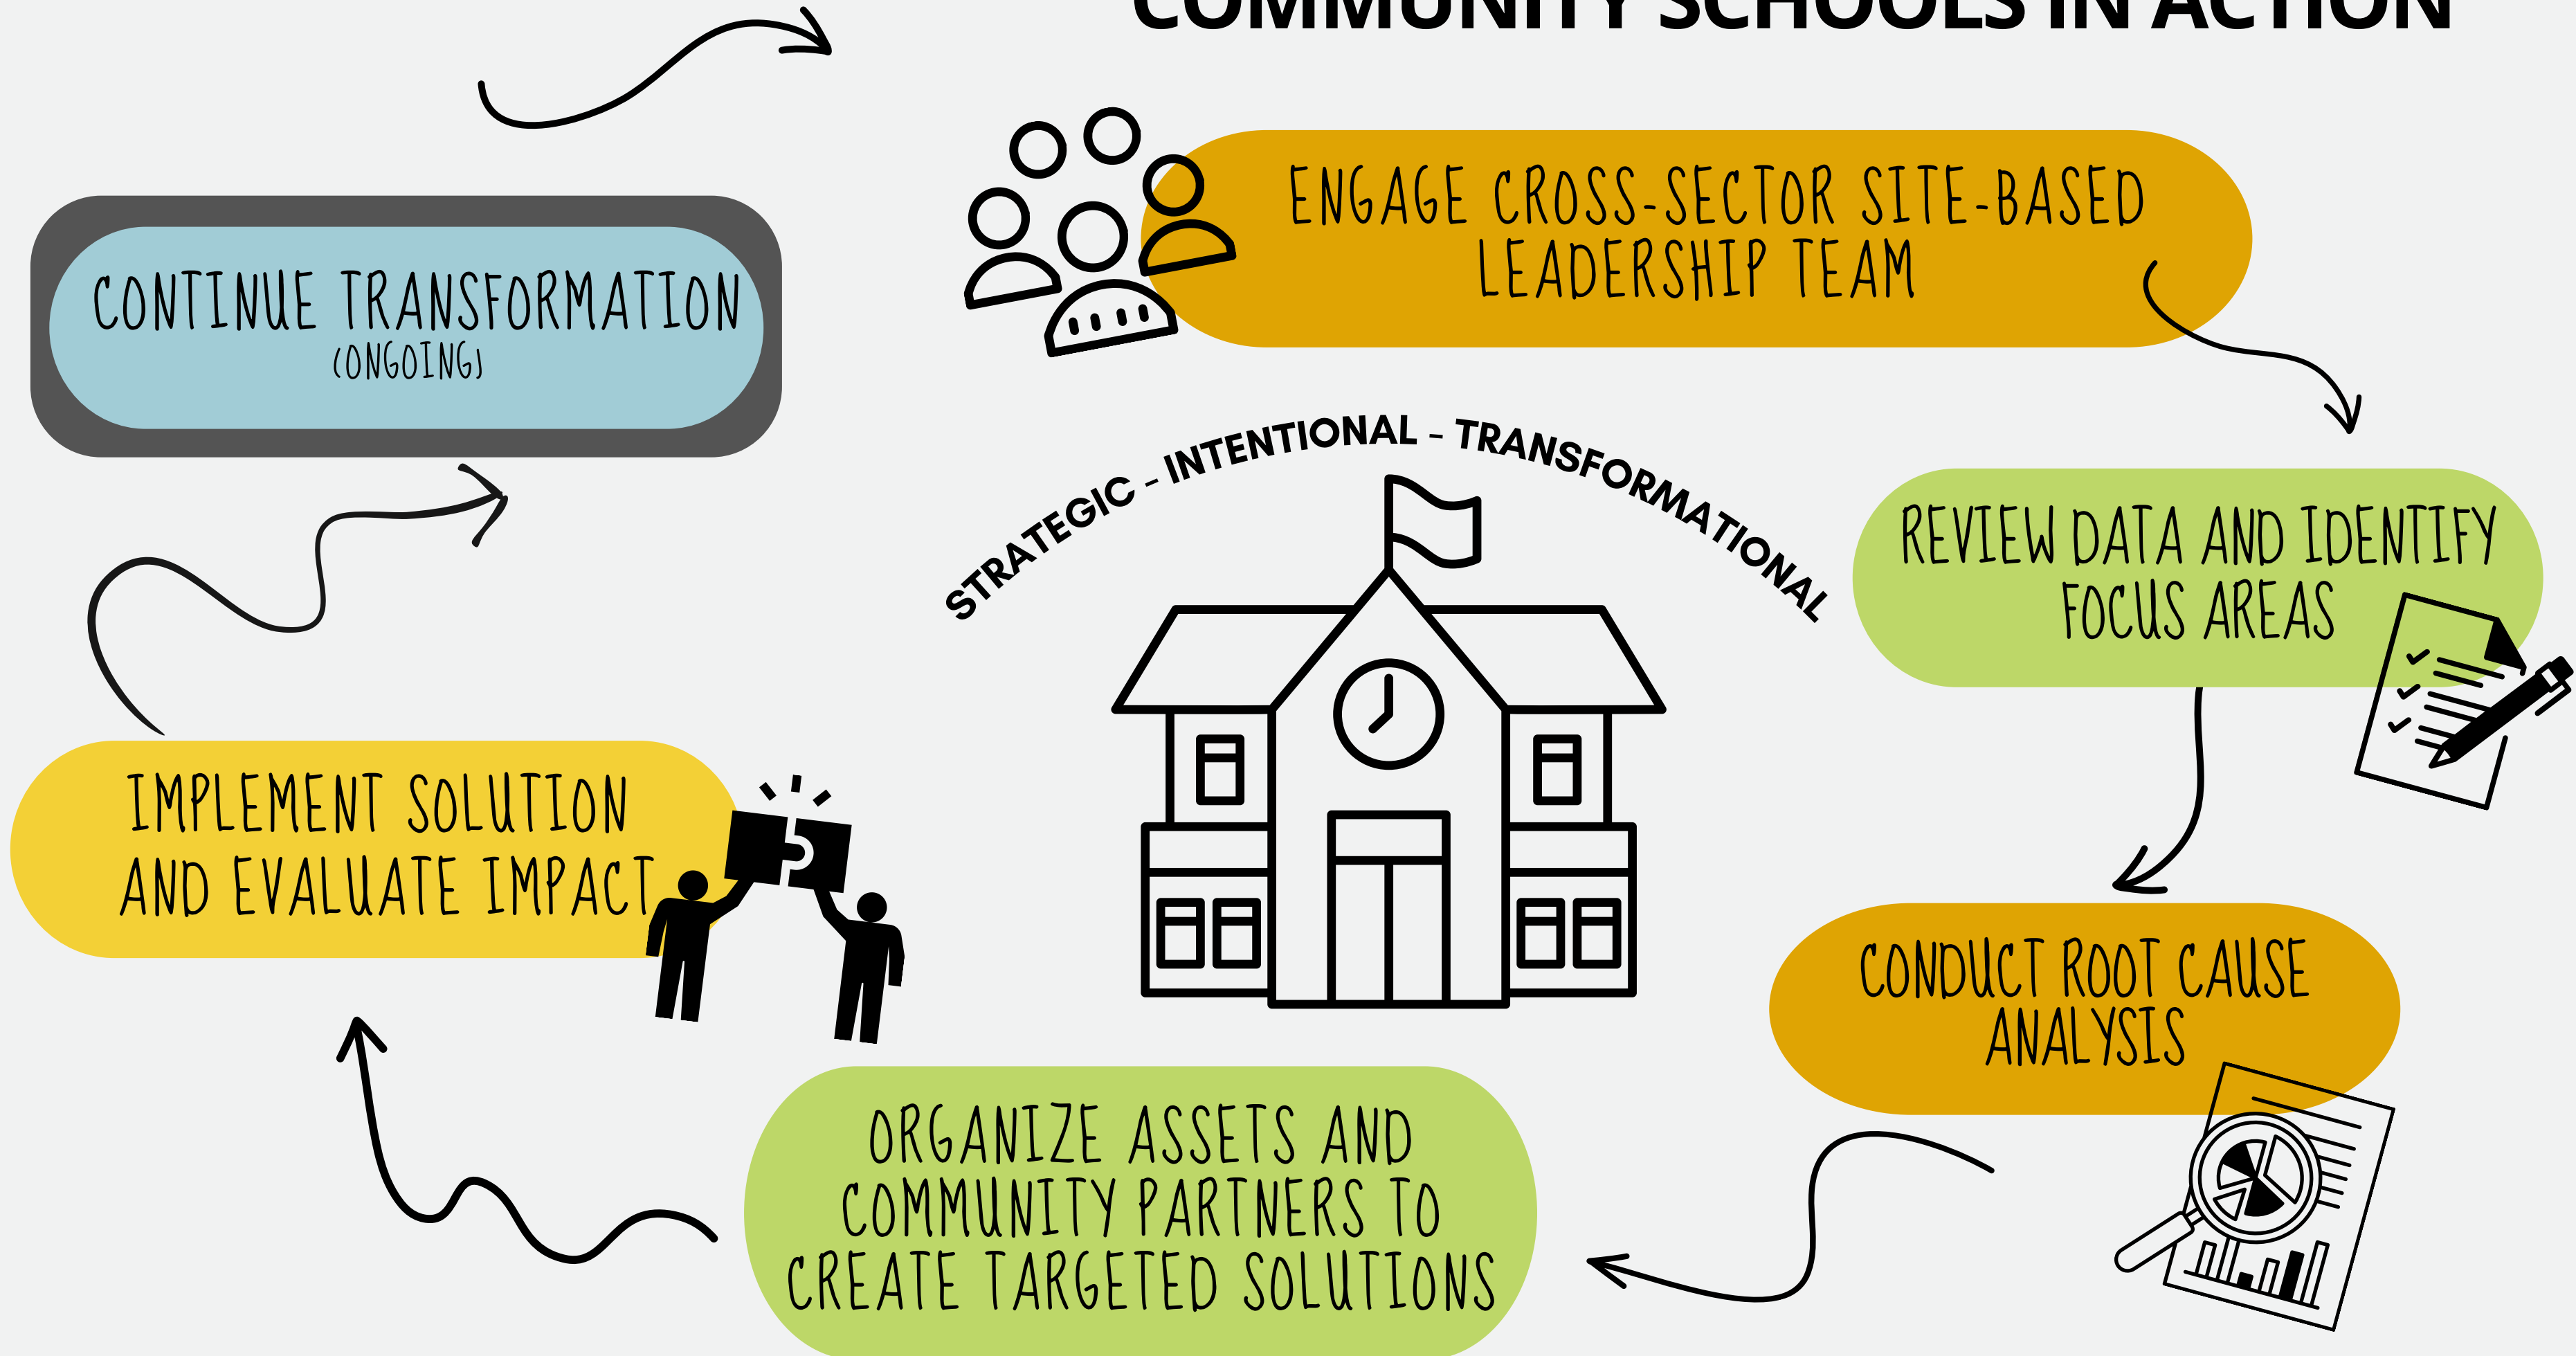 COMMUNITY SCHOOLS IN ACTION
ENGAGE CROSS-SECTOR SITE-BASED
LEADERSHIP TEAM
CONTINUE TRANSFORMATION
(ONGOING)
STRATEGIC - INTENTIONAL - TRANSFORMATIONAL
REVIEW DATA AND IDENTIFY
FOCUS AREAS
IMPLEMENT SOLUTION
AND EVALUATE IMPACT
CONDUCT ROOT CAUSE
ANALYSIS
ORGANIZE ASSETS AND
COMMUNITY PARTNERS TO
CREATE TARGETED SOLUTIONS